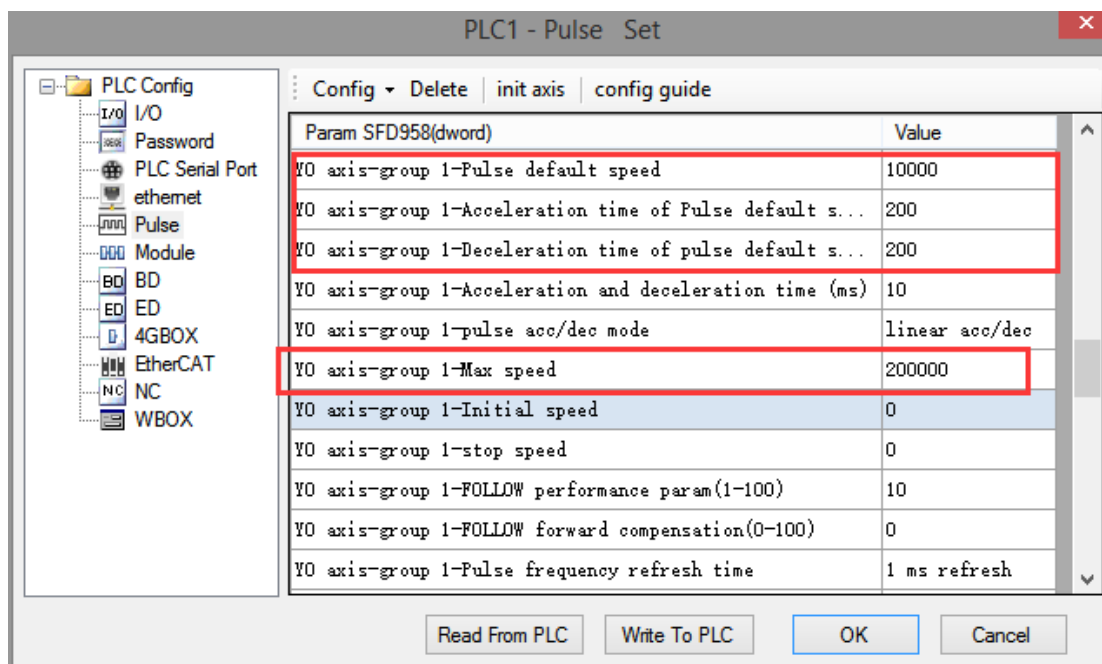 PLC1 - Pulse Set
PLC Config
I/O I/O
Password
PLC Serial Port
ethernet
Pulse
Module
BD BD
ED ED
4GBOX
EtherCAT
NC NC
WBOX
Config Delete init axis config guide
Param SFD958(dword) Value
Y0 axis-group 1-Pulse default speed 10000
Y0 axis-group 1-Acceleration time of Pulse default s... 200
Y0 axis-group 1-Deceleration time of pulse default s... 200
Y0 axis-group 1-Acceleration and deceleration time (ms) 10
Y0 axis-group 1-pulse acc/dec mode linear acc/dec
Y0 axis-group 1-Max speed 200000
Y0 axis-group 1-Initial speed 0
Y0 axis-group 1-stop speed 0
Y0 axis-group 1-FOLLOW performance param(1-100) 10
Y0 axis-group 1-FOLLOW forward compensation(0-100) 0
Y0 axis-group 1-Pulse frequency refresh time 1 ms refresh
Read From PLC Write To PLC OK Cancel